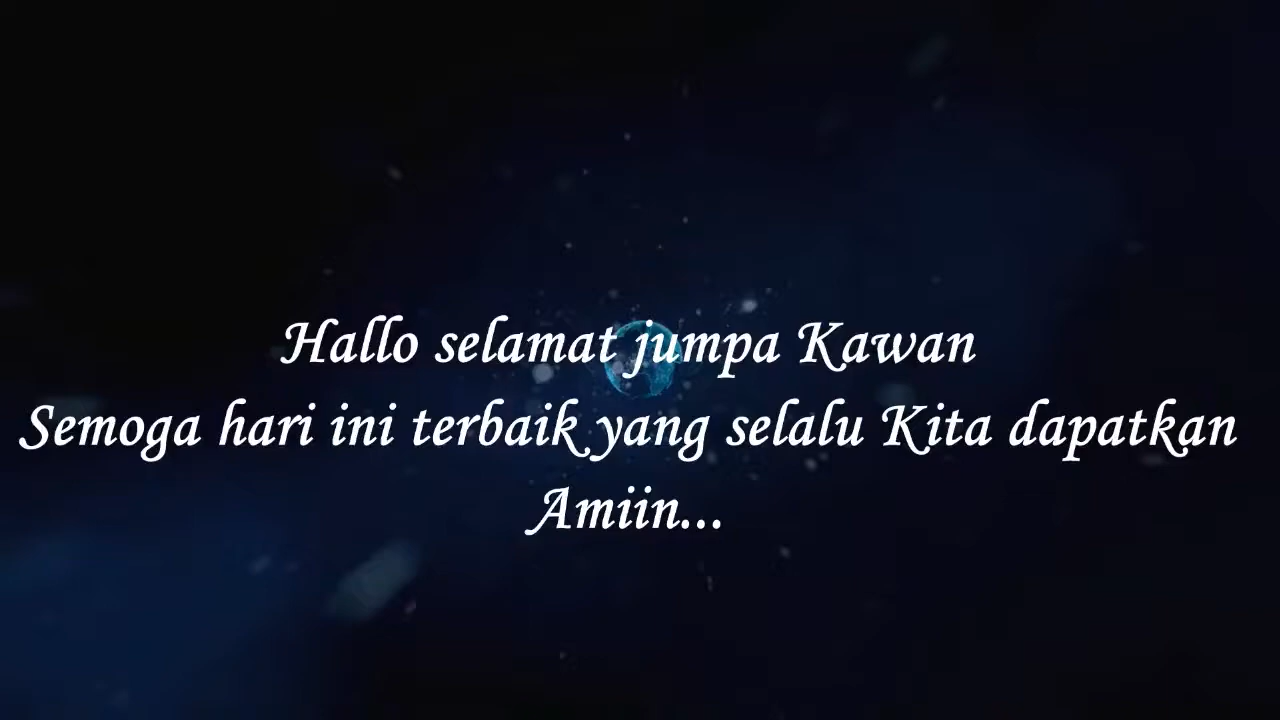 Hallo selamat jumpa Kawan
Semoga hari ini terbaik yang selalu Kita dapatkan
Amiin...